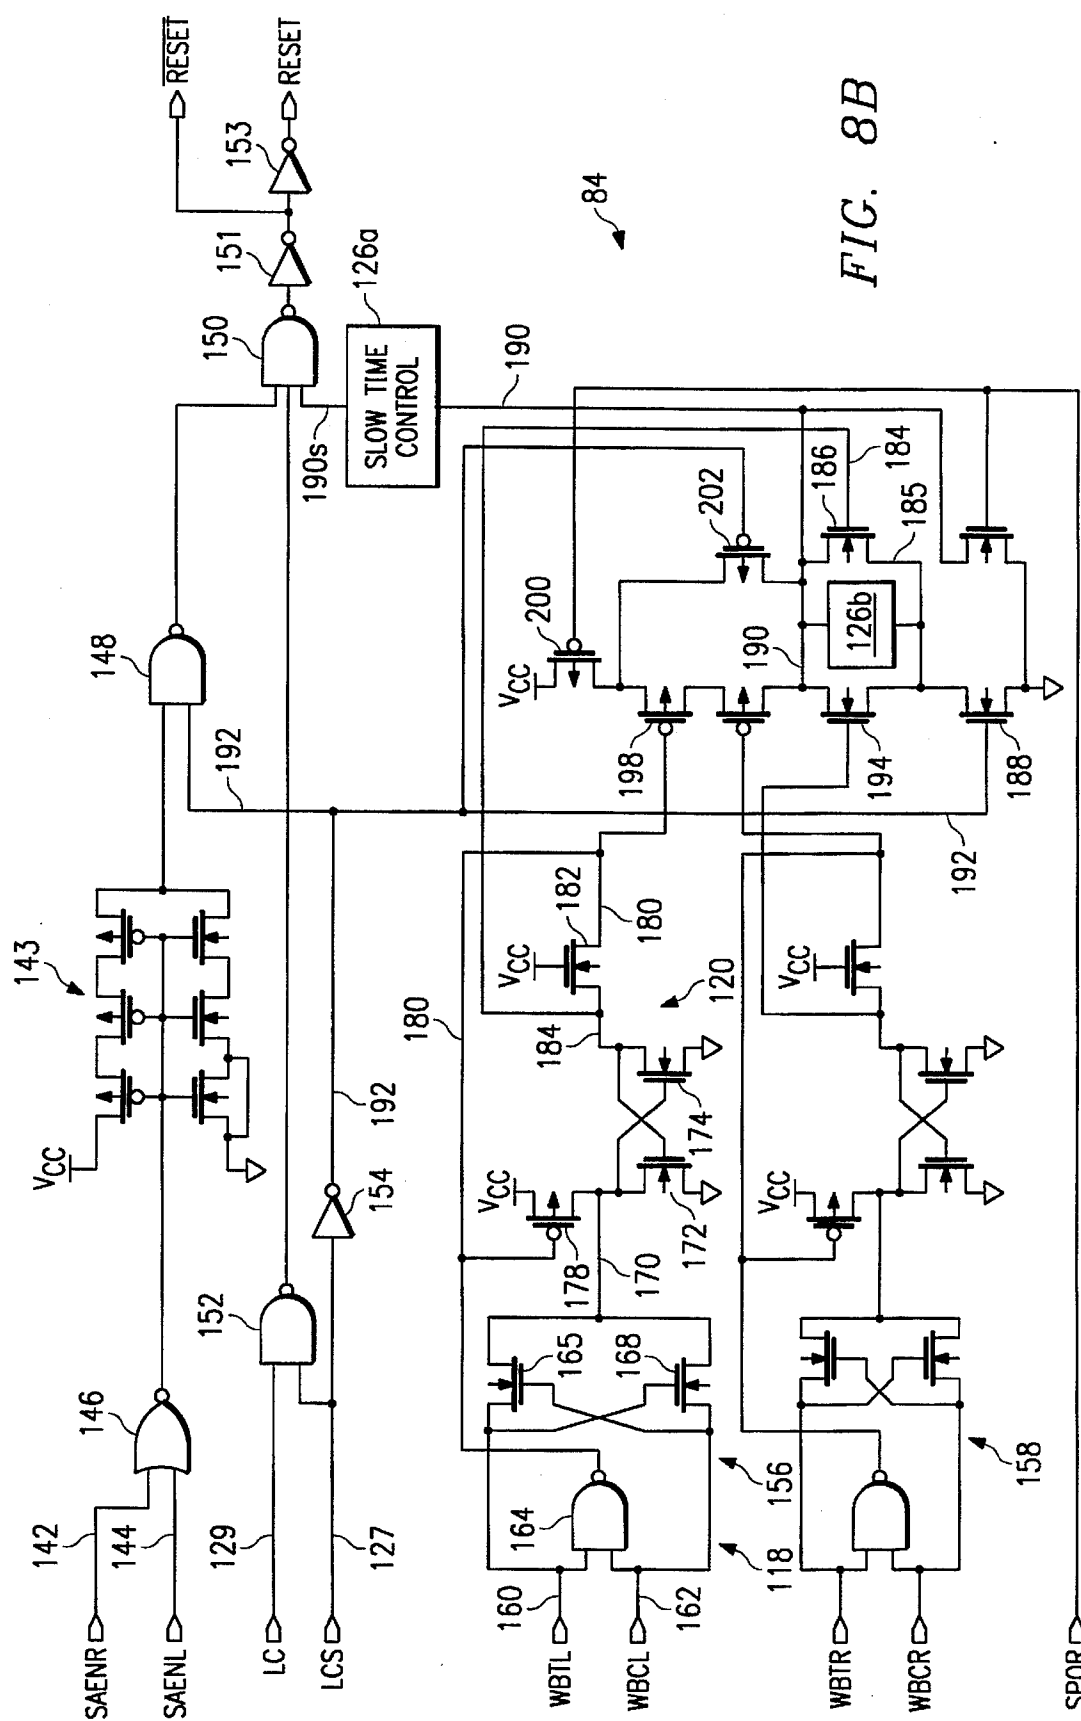 SAENR
142
SAENL
144
146
LC
129
LCS
127
152
154
192
143
VCC
148
192
150
151
153
RESET
RESET
190s
SLOW TIME
CONTROL
126a
190
84
WBTL
160
WBCL
162
164
118
156
165
168
170
178
VCC
172
174
120
184
180
VCC
182
180
198
VCC
200
202
190
186
184
185
126b
194
188
192
WBTR
WBCR
158
VCC
VCC
SPOR
FIG. 8B